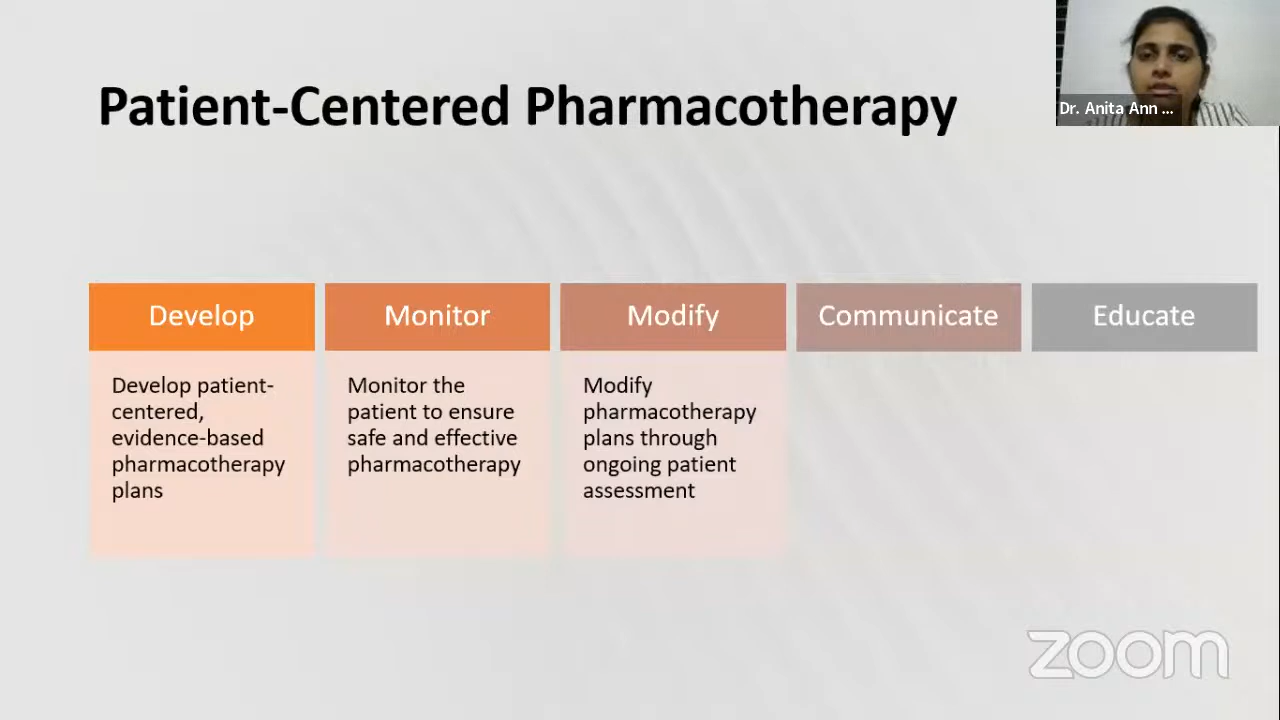 Patient-Centered Pharmacotherapy
Dr. Anita Ann ...
Develop
Monitor
Modify
Communicate
Educate
Develop patient-
centered,
evidence-based
pharmacotherapy
plans
Monitor the
patient to ensure
safe and effective
pharmacotherapy
Modify
pharmacotherapy
plans through
ongoing patient
assessment
zoom